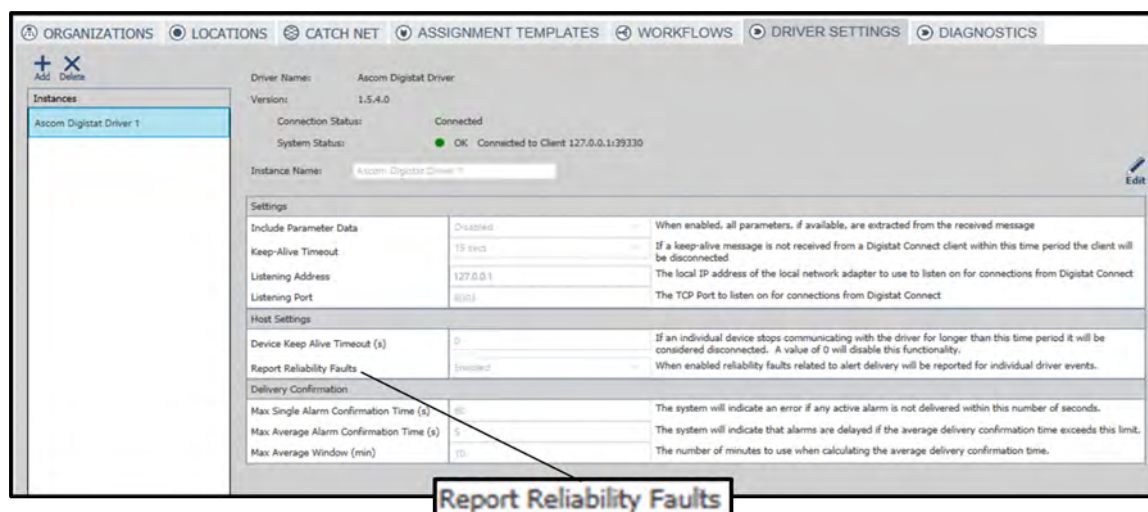 ORGANIZATIONS LOCATIONS CATCH NET ASSIGNMENT TEMPLATES WORKFLOWS DRIVER SETTINGS DIAGNOSTICS
Add Delete
Instances
Ascom Digistat Driver 1
Driver Name: Ascom Digistat Driver
Version: 1.5.4.0
Connection Status: Connected
System Status: OK Connected to Client 127.0.0.1:39330
Instance Name: Ascom Digistat Driver 1
Edit
Settings
Include Parameter Data Disabled When enabled, all parameters, if available, are extracted from the received message
Keep-Alive Timeout 15 secs If a keep-alive message is not received from a Digistat Connect client within this time period the client will
be disconnected
Listening Address 127.0.0.1 The local IP address of the local network adapter to use to listen on for connections from Digistat Connect
Listening Port The TCP Port to listen on for connections from Digistat Connect
Host Settings
Device Keep Alive Timeout (s) 0 If an individual device stops communicating with the driver for longer than this time period it will be
considered disconnected. A value of 0 will disable this functionality.
Report Reliability Faults Enabled When enabled reliability faults related to alert delivery will be reported for individual driver events.
Delivery Confirmation
Max Single Alarm Confirmation Time (s) 60 The system will indicate an error if any active alarm is not delivered within this number of seconds.
Max Average Alarm Confirmation Time (s) 5 The system will indicate that alarms are delayed if the average delivery confirmation time exceeds this limit.
Max Average Window (min) 10 The number of minutes to use when calculating the average delivery confirmation time.
Report Reliability Faults